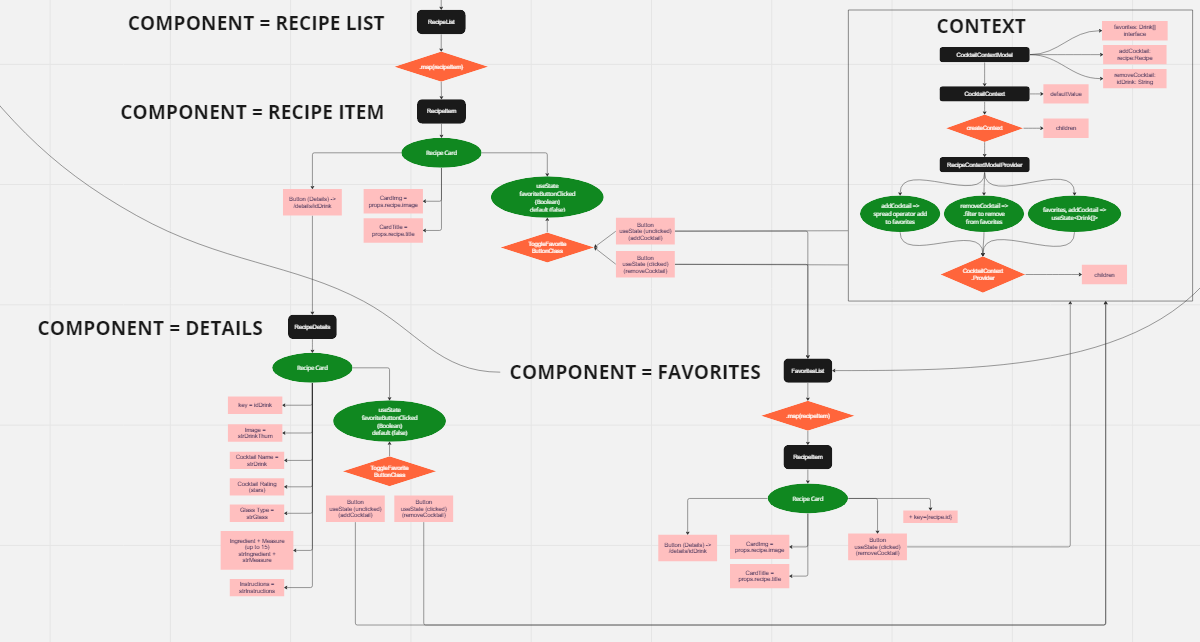 COMPONENT = RECIPE LIST
RecipeList
.map(recipeItem)
COMPONENT = RECIPE ITEM
RecipeItem
Recipe Card
Button (Details) ->
/details/idDrink
CardImg =
props.recipe.image
CardTitle =
props.recipe.title
useState
favoriteButtonClicked
(Boolean)
default (false)
ToggleFavorite
ButtonClass
Button
useState (unclicked)
(addCocktail)
Button
useState (clicked)
(removeCocktail)
CONTEXT
CocktailContextModel
favorites: Drink[]
interface
addCocktail:
recipe:Recipe
removeCocktail:
idDrink: String
CocktailContext
defaultValue
createContext
children
RecipeContextModelProvider
addCocktail =>
spread operator add
to favorites
removeCocktail =>
.filter to remove
from favorites
favorites, addCocktail =>
useState<Drink[]>
CocktailContext
.Provider
children
COMPONENT = DETAILS
RecipeDetails
Recipe Card
key = idDrink
Image =
strDrinkThum
Cocktail Name =
strDrink
Cocktail Rating
(stars)
Glass Type =
strGlass
Ingredient + Measure
(up to 15)
strIngredient +
strMeasure
Instructions =
strInstructions
useState
favoriteButtonClicked
(Boolean)
default (false)
ToggleFavorite
ButtonClass
Button
useState (unclicked)
(addCocktail)
Button
useState (clicked)
(removeCocktail)
COMPONENT = FAVORITES
FavoritesList
.map(recipeItem)
RecipeItem
Recipe Card
Button (Details) ->
/details/idDrink
CardImg =
props.recipe.image
CardTitle =
props.recipe.title
Button
useState (clicked)
(removeCocktail)
+ key={recipe.id}